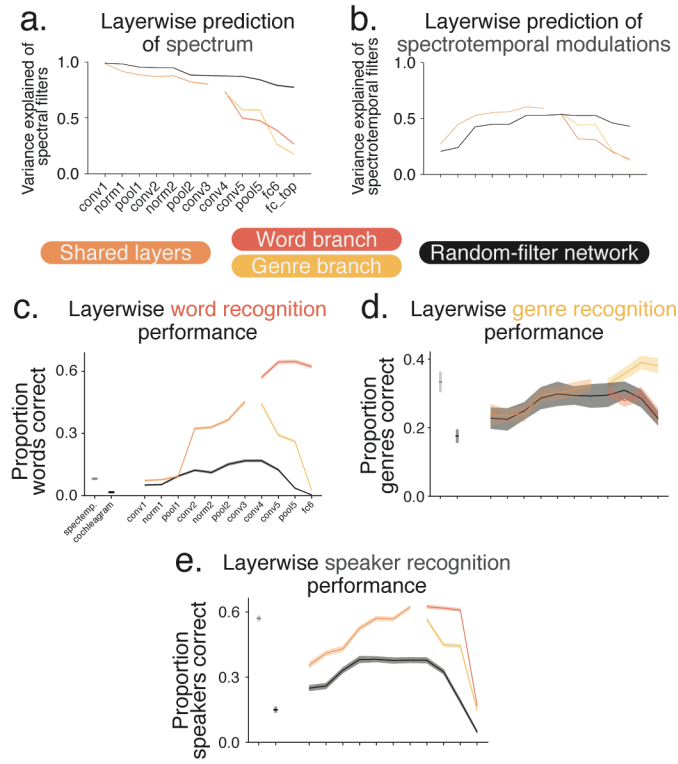 a.
Layerwise prediction
of spectrum
Variance explained of
spectral filters
1.0
0.5
0.0
conv1
norm1
pool1
conv2
norm2
pool2
conv3
conv4
conv5
pool5
fc6
fc_top
b.
Layerwise prediction of
spectrotemporal modulations
Variance explained of
spectrotemporal filters
1.0
0.5
0.0
Shared layers
Word branch
Genre branch
Random-filter network
c.
Layerwise word recognition
performance
Proportion
words correct
0.6
0.3
0.0
spectemp.
cochleagram
conv1
norm1
pool1
conv2
norm2
pool2
conv3
conv4
conv5
pool5
fc6
d.
Layerwise genre recognition
performance
Proportion
genres correct
0.4
0.2
0.0
e.
Layerwise speaker recognition
performance
Proportion
speakers correct
0.6
0.3
0.0